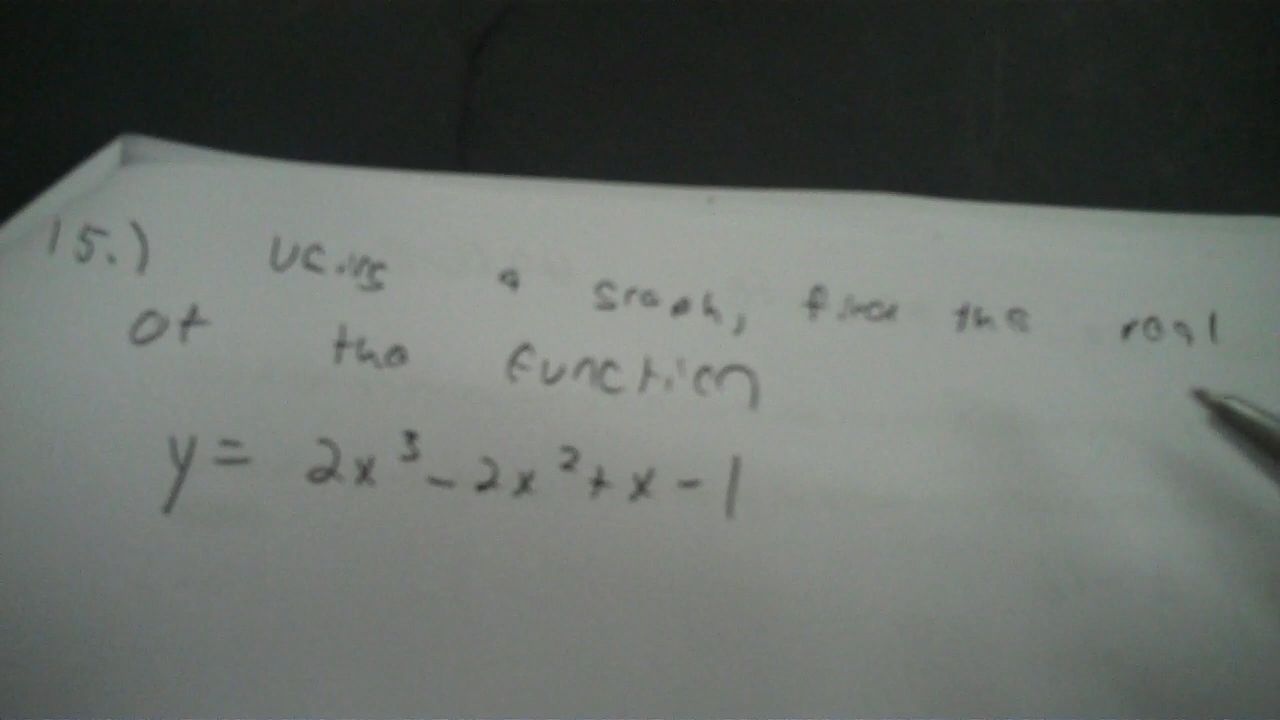 15.) Using a graph, find the real
of the function
y = 2x³ - 2x² + x - 1